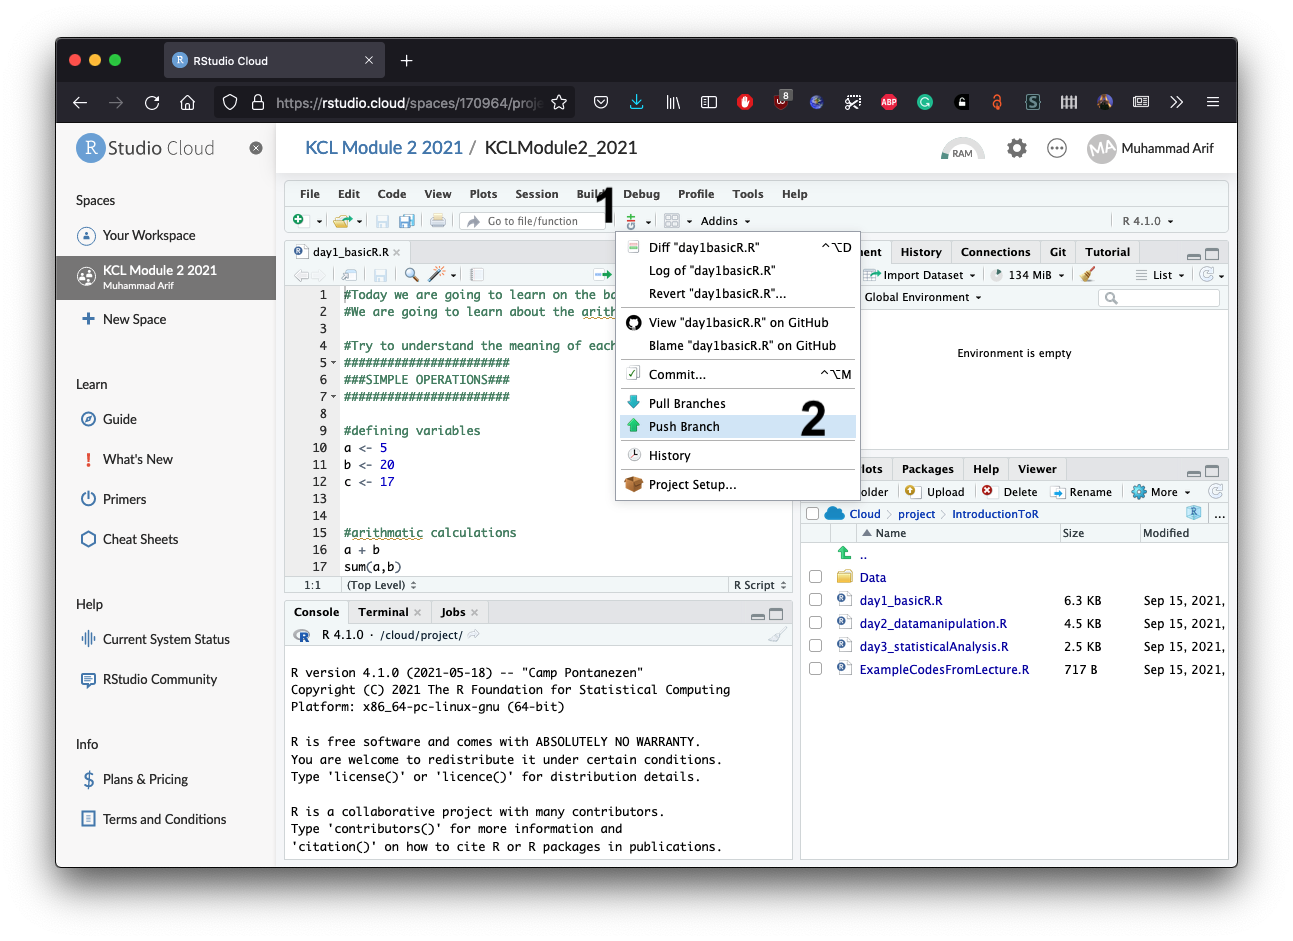 RStudio Cloud
https://rstudio.cloud/spaces/170964/proje
8
ABP
R Studio Cloud
KCL Module 2 2021 / KCLModule2_2021
RAM
MA
Muhammad Arif
Spaces
Your Workspace
KCL Module 2 2021
Muhammad Arif
New Space
Learn
Guide
What's New
Primers
Cheat Sheets
Help
Current System Status
RStudio Community
Info
Plans & Pricing
Terms and Conditions
File Edit Code View Plots Session Build Debug Profile Tools Help
1
Go to file/function
Addins
R 4.1.0
day1_basicR.R
1 #Today we are going to learn on the ba
2 #We are going to learn about the arith
3
4 #Try to understand the meaning of each
5 #######################
6 ###SIMPLE OPERATIONS###
7 #######################
8
9 #defining variables
10 a <- 5
11 b <- 20
12 c <- 17
13
14
15 #arithmatic calculations
16 a + b
17 sum(a,b)
1:1 (Top Level) R Script
Diff "day1basicR.R" ^⌥D
Log of "day1basicR.R"
Revert "day1basicR.R"...
View "day1basicR.R" on GitHub
Blame "day1basicR.R" on GitHub
Commit... ^⌥M
Pull Branches
Push Branch
2
History
Project Setup...
Console Terminal Jobs
R 4.1.0 · /cloud/project/
R version 4.1.0 (2021-05-18) -- "Camp Pontanezen"
Copyright (C) 2021 The R Foundation for Statistical Computing
Platform: x86_64-pc-linux-gnu (64-bit)
R is free software and comes with ABSOLUTELY NO WARRANTY.
You are welcome to redistribute it under certain conditions.
Type 'license()' or 'licence()' for distribution details.
R is a collaborative project with many contributors.
Type 'contributors()' for more information and
'citation()' on how to cite R or R packages in publications.
ment History Connections Git Tutorial
Import Dataset 134 MiB List
Global Environment
Environment is empty
lots Packages Help Viewer
older Upload Delete Rename More
Cloud project IntroductionToR ...
Name Size Modified
..
Data
day1_basicR.R 6.3 KB Sep 15, 2021,
day2_datamanipulation.R 4.5 KB Sep 15, 2021,
day3_statisticalAnalysis.R 2.5 KB Sep 15, 2021,
ExampleCodesFromLecture.R 717 B Sep 15, 2021,